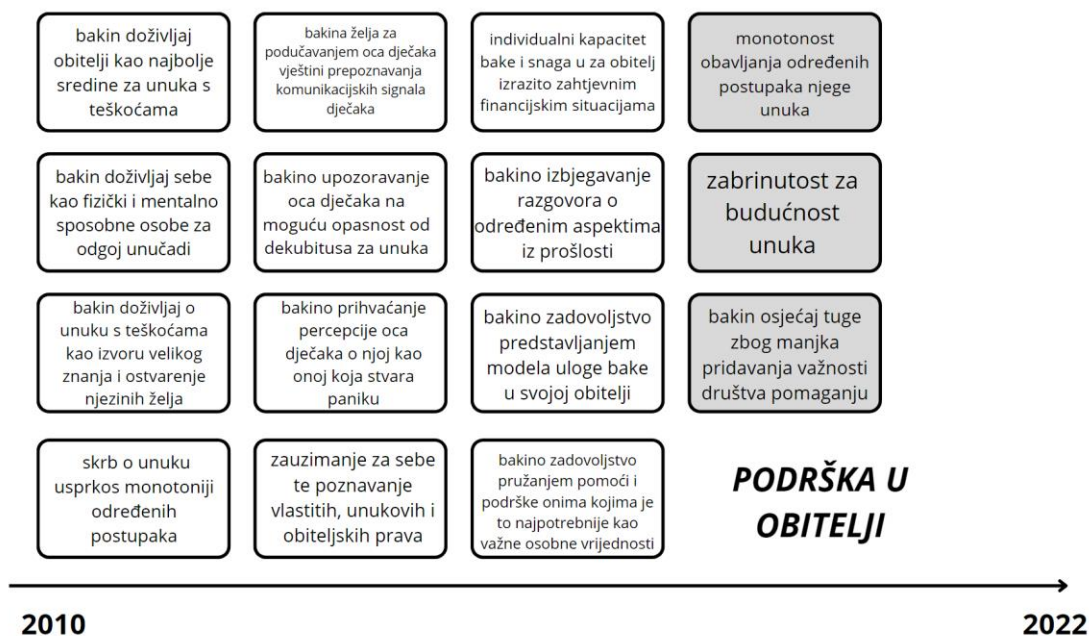 bakin doživljaj
obitelji kao najbolje
sredine za unuka s
teškoćama
bakina želja za
podučavanjem oca dječaka
vještini prepoznavanja
komunikacijskih signala
dječaka
individualni kapacitet
bake i snaga u za obitelj
izrazito zahtjevnim
financijskim situacijama
monotonost
obavljanja određenih
postupaka njege
unuka
bakin doživljaj sebe
kao fizički i mentalno
sposobne osobe za
odgoj unučadi
bakino upozoravanje
oca dječaka na
moguću opasnost od
dekubitusa za unuka
bakino izbjegavanje
razgovora o
određenim aspektima
iz prošlosti
zabrinutost za
budućnost
unuka
bakin doživljaj o
unuku s teškoćama
kao izvoru velikog
znanja i ostvarenje
njezinih želja
bakino prihvaćanje
percepcije oca
dječaka o njoj kao
onoj koja stvara
paniku
bakino zadovoljstvo
predstavljanjem
modela uloge bake
u svojoj obitelji
bakin osjećaj tuge
zbog manjka
pridavanja važnosti
društva pomaganju
skrb o unuku
usprkos monotoniji
određenih
postupaka
zauzimanje za sebe
te poznavanje
vlastitih, unukovih i
obiteljskih prava
bakino zadovoljstvo
pružanjem pomoći i
podrške onima kojima je
to najpotrebnije kao
važne osobne vrijednosti
PODRŠKA U
OBITELJI
2010
2022